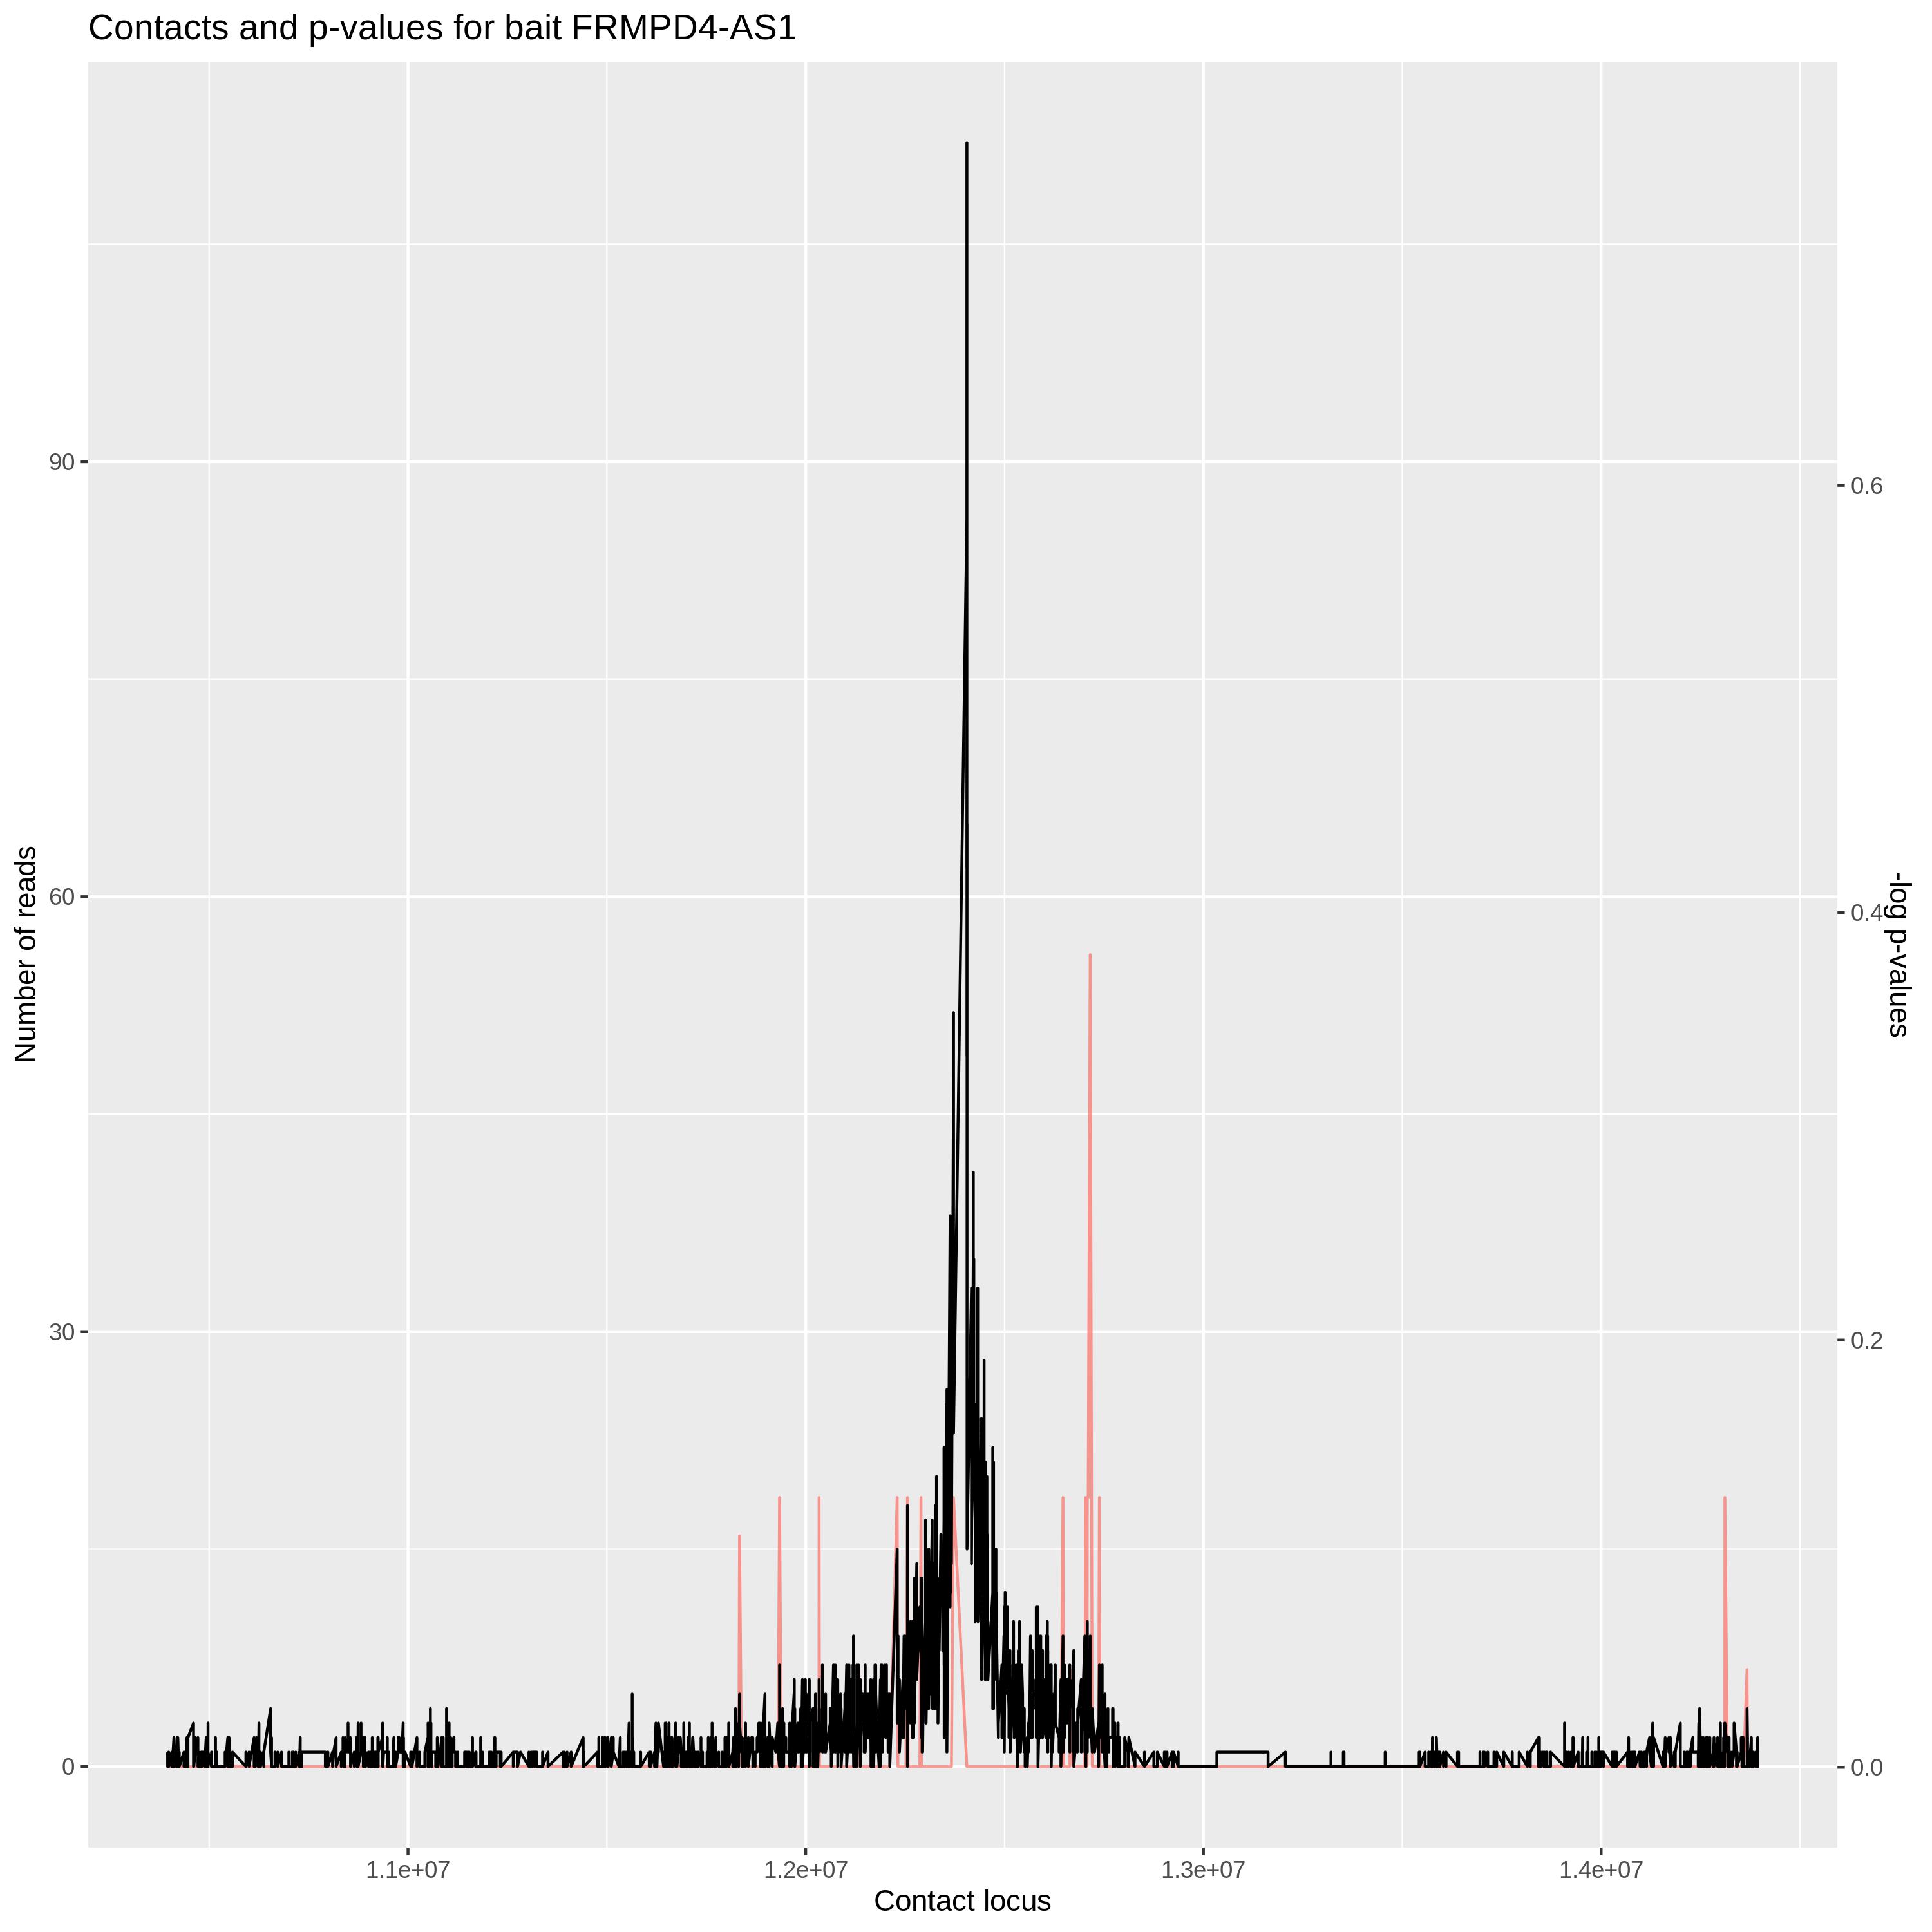 Contacts and p-values for bait FRMPD4-AS1
Number of reads
90
60
30
0
0.6
0.4
0.2
0.0
-log p-values
1.1e+07
1.2e+07
1.3e+07
1.4e+07
Contact locus